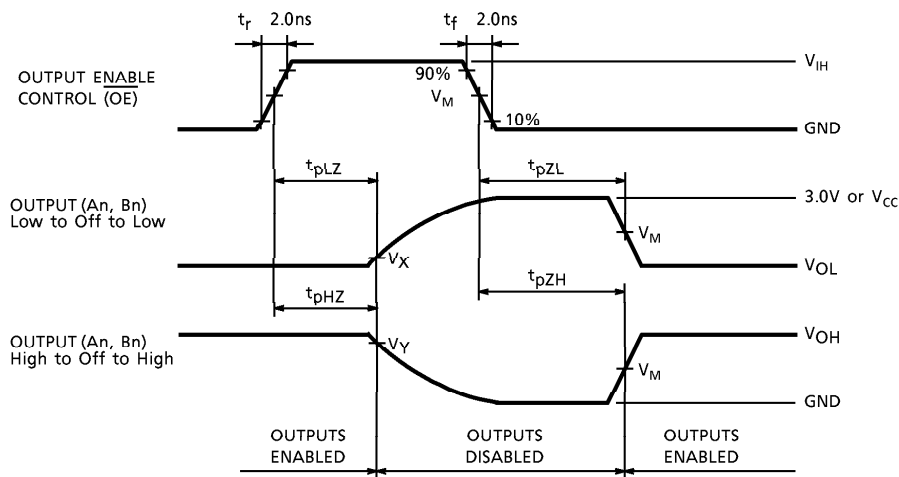 tr 2.0ns tf 2.0ns
OUTPUT ENABLE
CONTROL (O̅E̅)
90%
VM
10%
VIH
GND
tpLZ
tpZL
OUTPUT (An, Bn)
Low to Off to Low
3.0V or VCC
VM
VX
VOL
tpHZ
tpZH
OUTPUT (An, Bn)
High to Off to High
VY
VOH
VM
GND
OUTPUTS
ENABLED
OUTPUTS
DISABLED
OUTPUTS
ENABLED